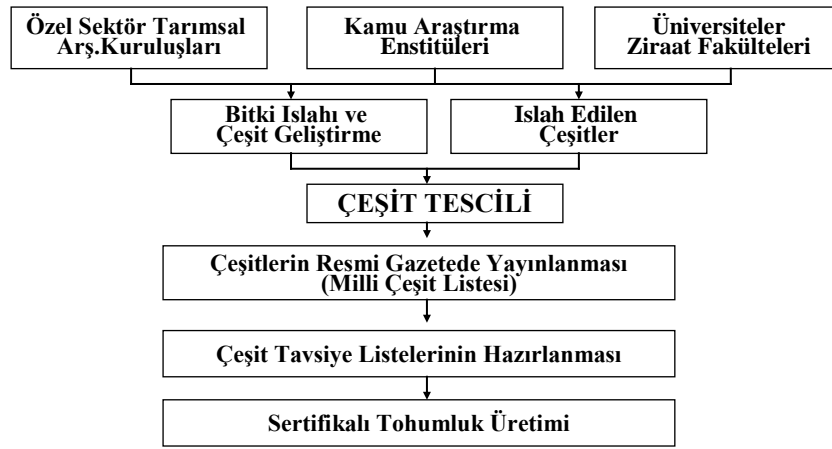 Özel Sektör Tarımsal
Arş.Kuruluşları
Kamu Araştırma
Enstitüleri
Üniversiteler
Ziraat Fakülteleri
Bitki Islahı ve
Çeşit Geliştirme
Islah Edilen
Çeşitler
ÇEŞİT TESCİLİ
Çeşitlerin Resmi Gazetede Yayınlanması
(Milli Çeşit Listesi)
Çeşit Tavsiye Listelerinin Hazırlanması
Sertifikalı Tohumluk Üretimi